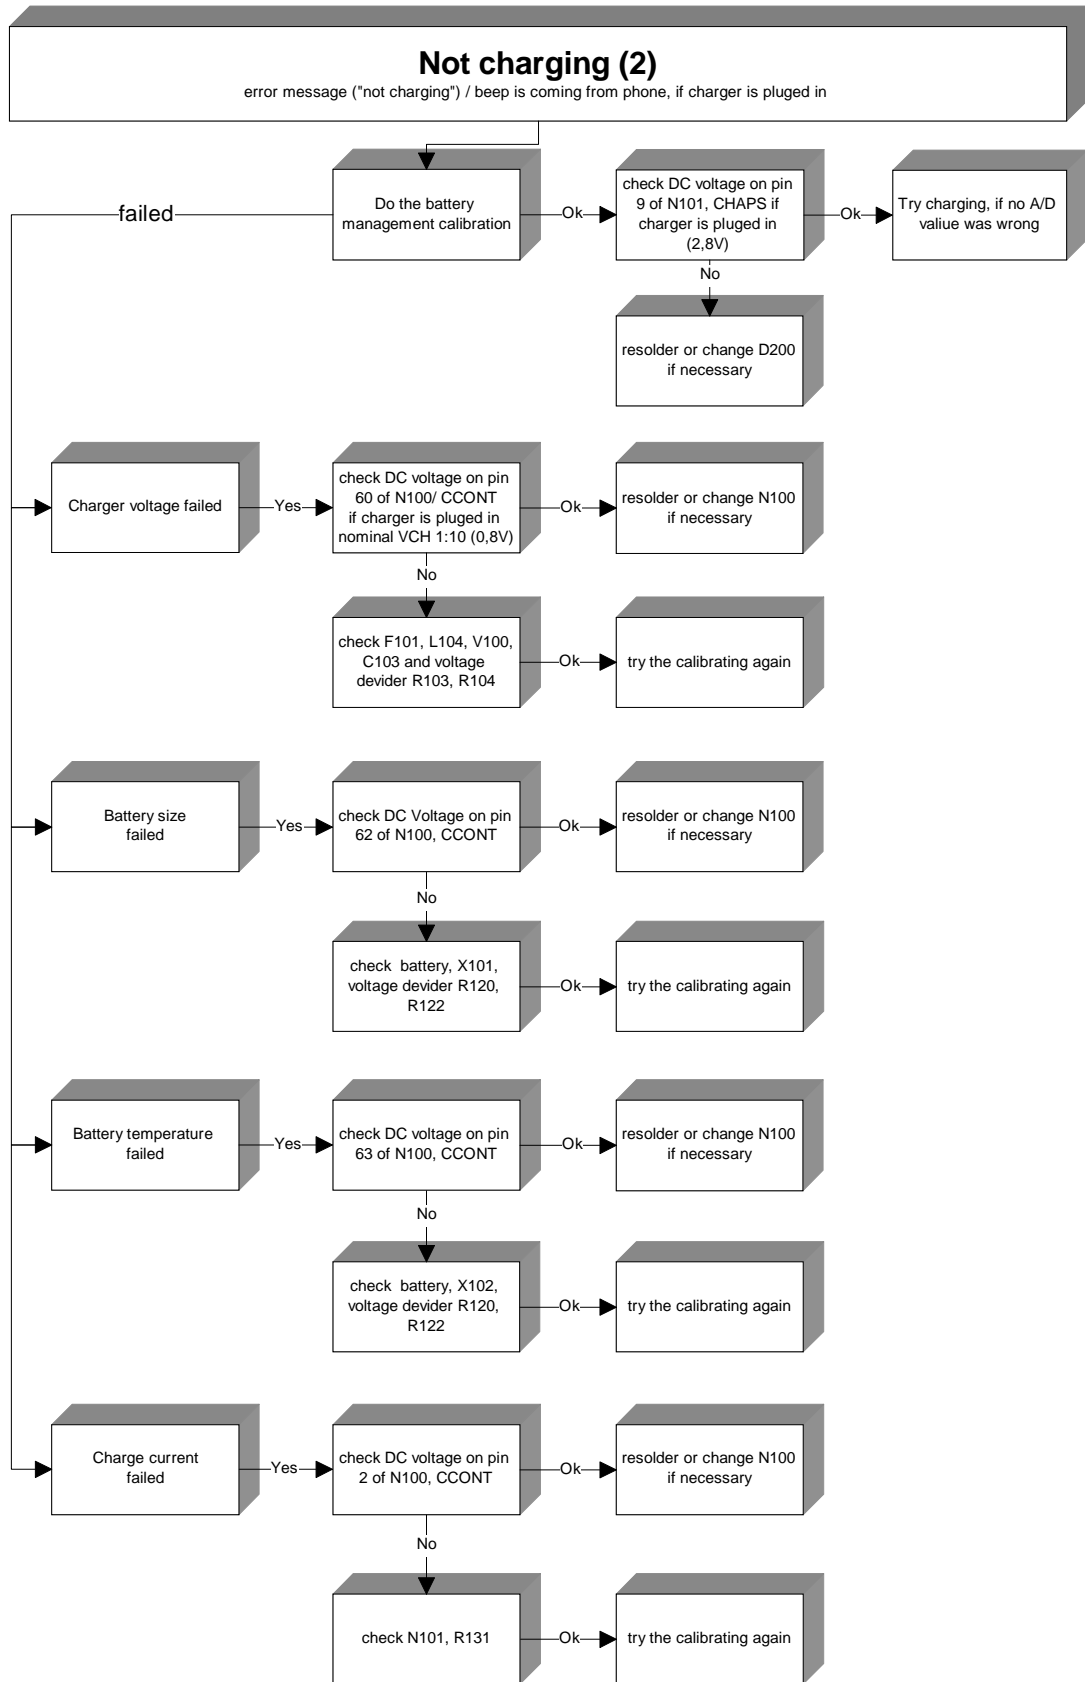 Not charging (2)
error message ("not charging") / beep is coming from phone, if charger is pluged in
failed
Do the battery
management calibration
Ok
check DC voltage on pin
9 of N101, CHAPS if
charger is pluged in
(2,8V)
Ok
Try charging, if no A/D
valiue was wrong
No
resolder or change D200
if necessary
Charger voltage failed
Yes
check DC voltage on pin
60 of N100/ CCONT
if charger is pluged in
nominal VCH 1:10 (0,8V)
Ok
resolder or change N100
if necessary
No
check F101, L104, V100,
C103 and voltage
devider R103, R104
Ok
try the calibrating again
Battery size
failed
Yes
check DC Voltage on pin
62 of N100, CCONT
Ok
resolder or change N100
if necessary
No
check battery, X101,
voltage devider R120,
R122
Ok
try the calibrating again
Battery temperature
failed
Yes
check DC voltage on pin
63 of N100, CCONT
Ok
resolder or change N100
if necessary
No
check battery, X102,
voltage devider R120,
R122
Ok
try the calibrating again
Charge current
failed
Yes
check DC voltage on pin
2 of N100, CCONT
Ok
resolder or change N100
if necessary
No
check N101, R131
Ok
try the calibrating again